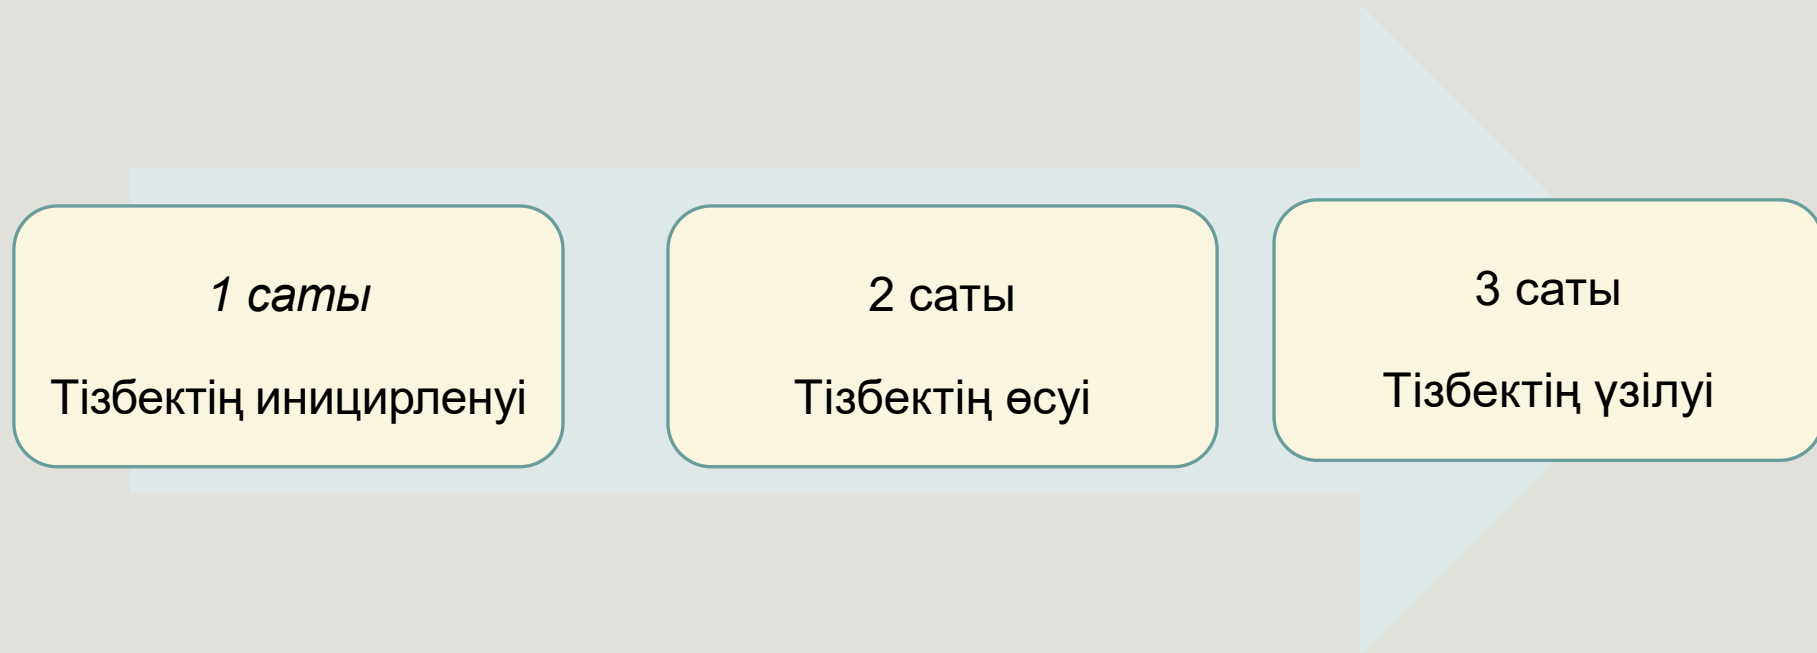 1 саты
Тізбектің иницирленуі
2 саты
Тізбектің өсуі
3 саты
Тізбектің үзілуі